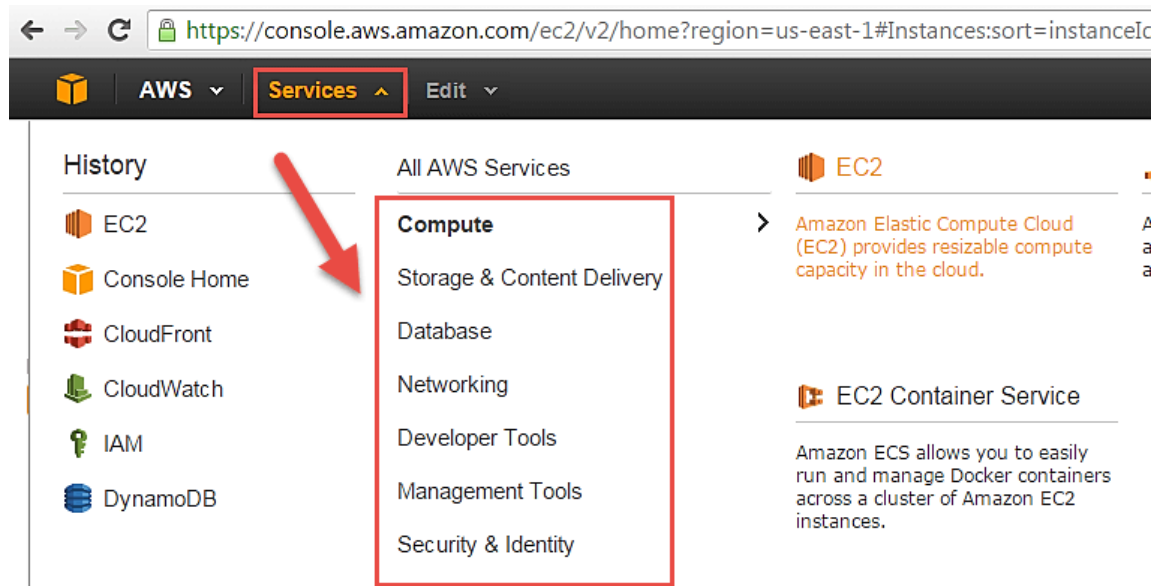 https://console.aws.amazon.com/ec2/v2/home?region=us-east-1#Instances:sort=instanceId
AWS Services Edit
History
EC2
Console Home
CloudFront
CloudWatch
IAM
DynamoDB
All AWS Services
Compute
Storage & Content Delivery
Database
Networking
Developer Tools
Management Tools
Security & Identity
EC2
Amazon Elastic Compute Cloud
(EC2) provides resizable compute
capacity in the cloud.
EC2 Container Service
Amazon ECS allows you to easily
run and manage Docker containers
across a cluster of Amazon EC2
instances.